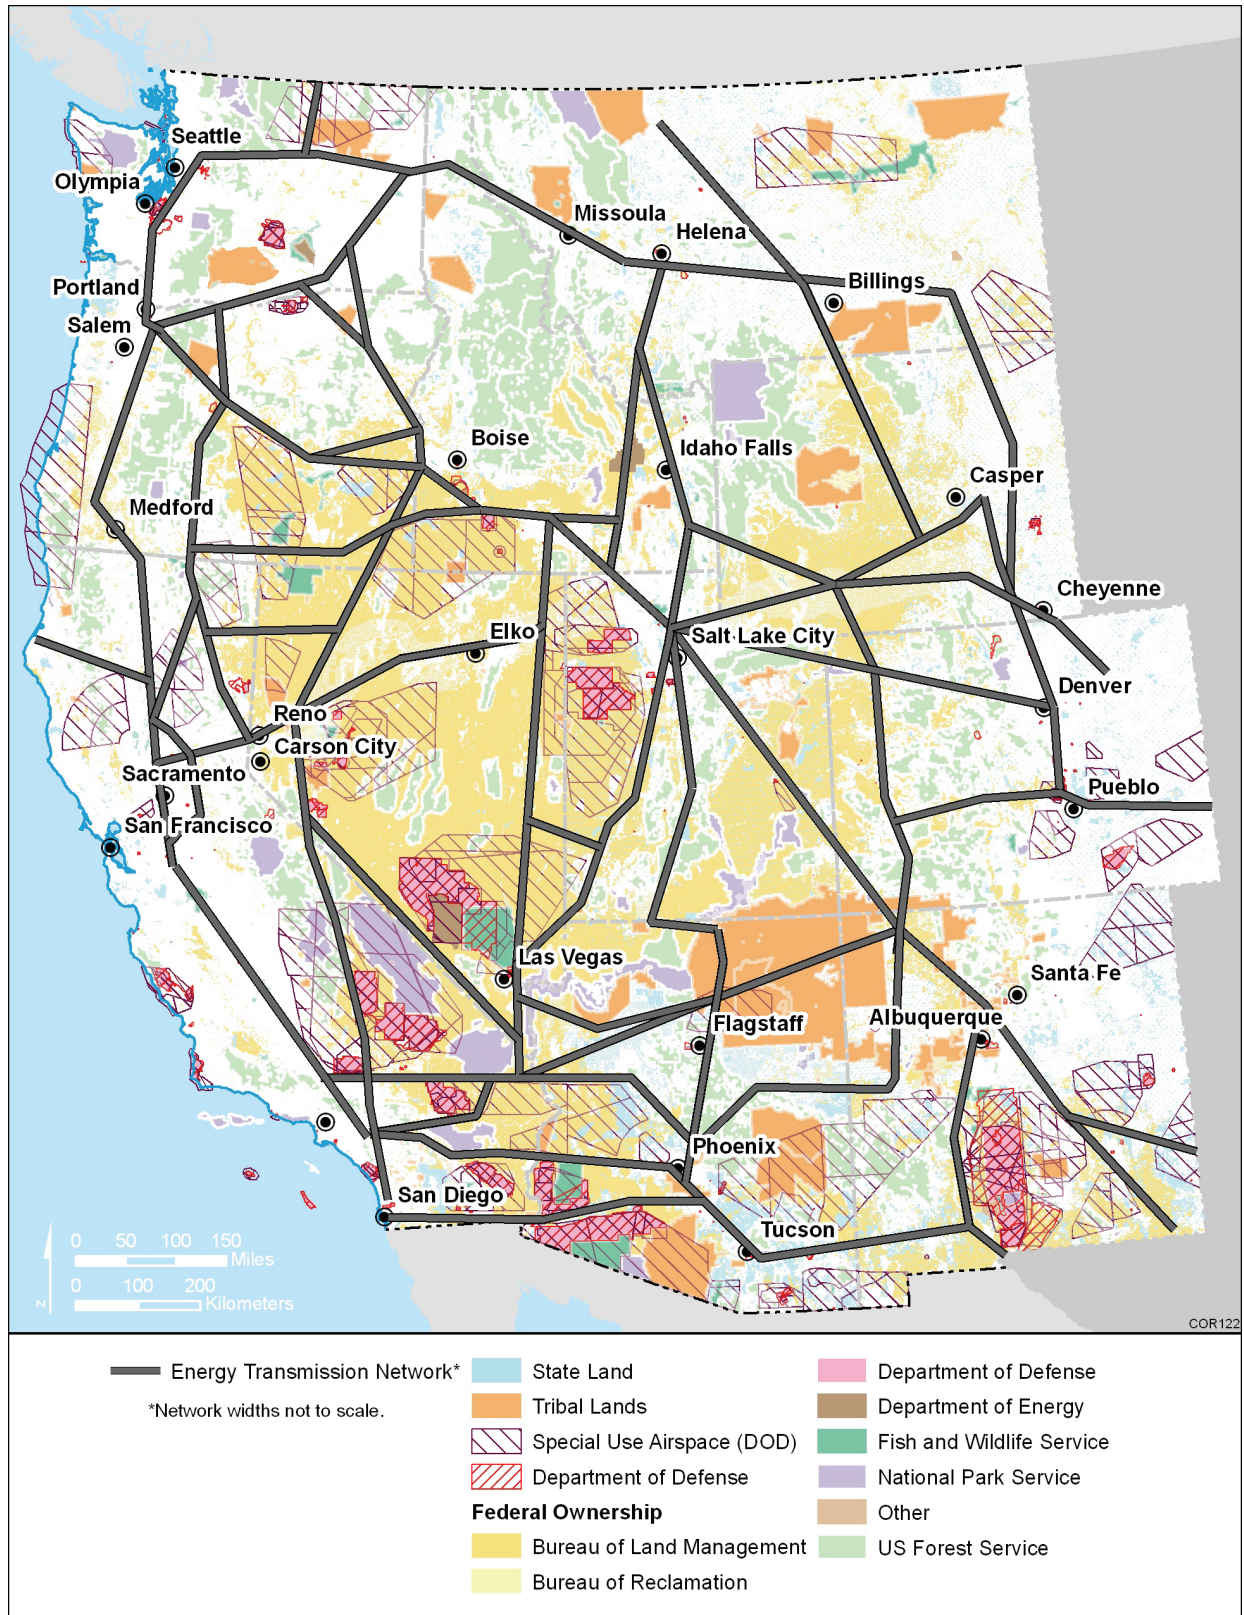 Seattle
Olympia
Missoula
Helena
Portland
Billings
Salem
Boise
Idaho Falls
Casper
Medford
Cheyenne
Elko
Salt Lake City
Denver
Reno
Carson City
Sacramento
Pueblo
San Francisco
Las Vegas
Santa Fe
Flagstaff
Albuquerque
Phoenix
San Diego
Tucson
0 50 100 150
Miles
0 100 200
Kilometers
N
COR122
Energy Transmission Network*
*Network widths not to scale.
State Land
Tribal Lands
Special Use Airspace (DOD)
Department of Defense
Federal Ownership
Bureau of Land Management
Bureau of Reclamation
Department of Defense
Department of Energy
Fish and Wildlife Service
National Park Service
Other
US Forest Service